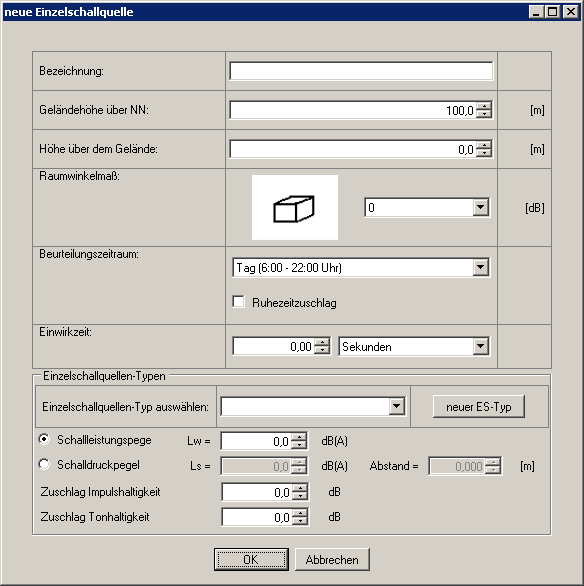 neue Einzelschallquelle
Bezeichnung:
Geländehöhe über NN: 100,0 [m]
Höhe über dem Gelände: 0,0 [m]
Raumwinkelmaß: 0 [dB]
Beurteilungszeitraum: Tag (6:00 - 22:00 Uhr)
Ruhezeitzuschlag
Einwirkzeit: 0,00 Sekunden
Einzelschallquellen-Typen
Einzelschallquellen-Typ auswählen: neuer ES-Typ
Schallleistungspege Lw = 0,0 dB(A)
Schalldruckpegel Ls = 0,0 dB(A) Abstand = 0,000 [m]
Zuschlag Impulshaltigkeit 0,0 dB
Zuschlag Tonhaltigkeit 0,0 dB
OK Abbrechen